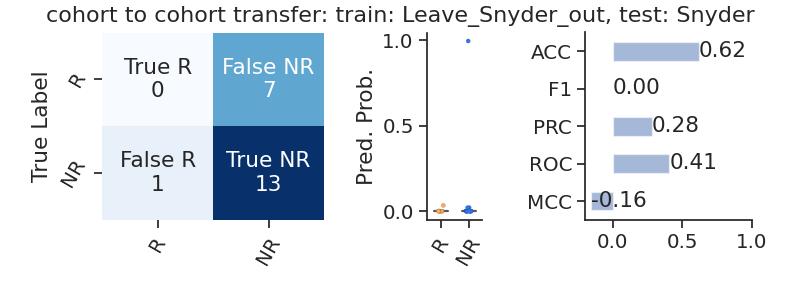 cohort to cohort transfer: train: Leave_Snyder_out, test: Snyder
True Label
R
NR
True R
0
False NR
7
False R
1
True NR
13
R
NR
Pred. Prob.
1.0
0.5
0.0
R
NR
ACC
0.62
F1
0.00
PRC
0.28
ROC
0.41
MCC
-0.16
0.0
0.5
1.0